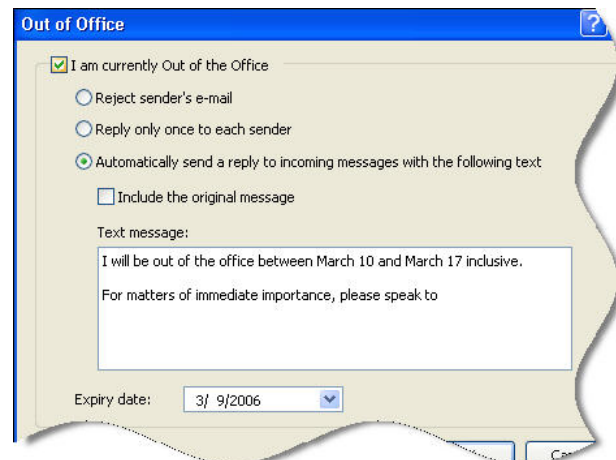 Out of Office
?
I am currently Out of the Office
Reject sender's e-mail
Reply only once to each sender
Automatically send a reply to incoming messages with the following text
Include the original message
Text message:
I will be out of the office between March 10 and March 17 inclusive.
For matters of immediate importance, please speak to
Expiry date:
3/ 9/2006